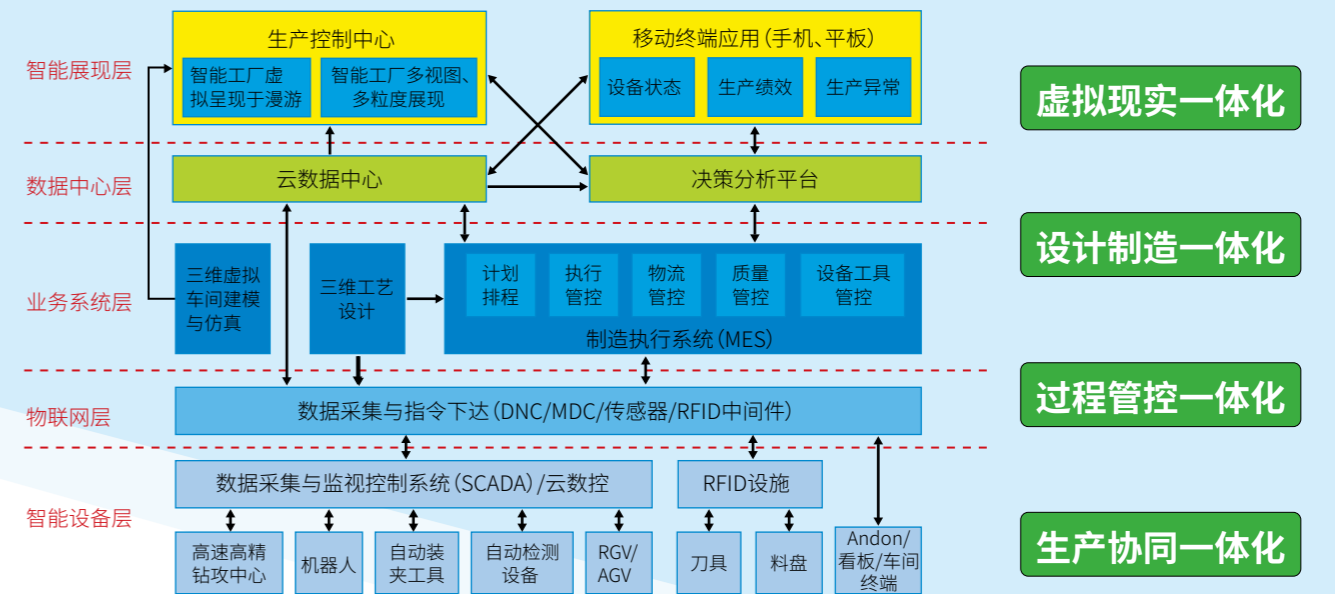 智能展现层
生产控制中心
智能工厂虚
拟呈现于漫游
智能工厂多视图、
多粒度展现
移动终端应用（手机、平板）
设备状态
生产绩效
生产异常
虚拟现实一体化
数据中心层
云数据中心
决策分析平台
设计制造一体化
业务系统层
三维虚拟
车间建模
与仿真
三维工艺
设计
计划
排程
执行
管控
物流
管控
质量
管控
设备工具
管控
制造执行系统（MES）
过程管控一体化
物联网层
数据采集与指令下达（DNC/MDC/传感器/RFID中间件）
智能设备层
数据采集与监视控制系统（SCADA）/云数控
RFID设施
高速高精
钻攻中心
机器人
自动装
夹工具
自动检测
设备
RGV/
AGV
刀具
料盘
Andon/
看板/车间
终端
生产协同一体化